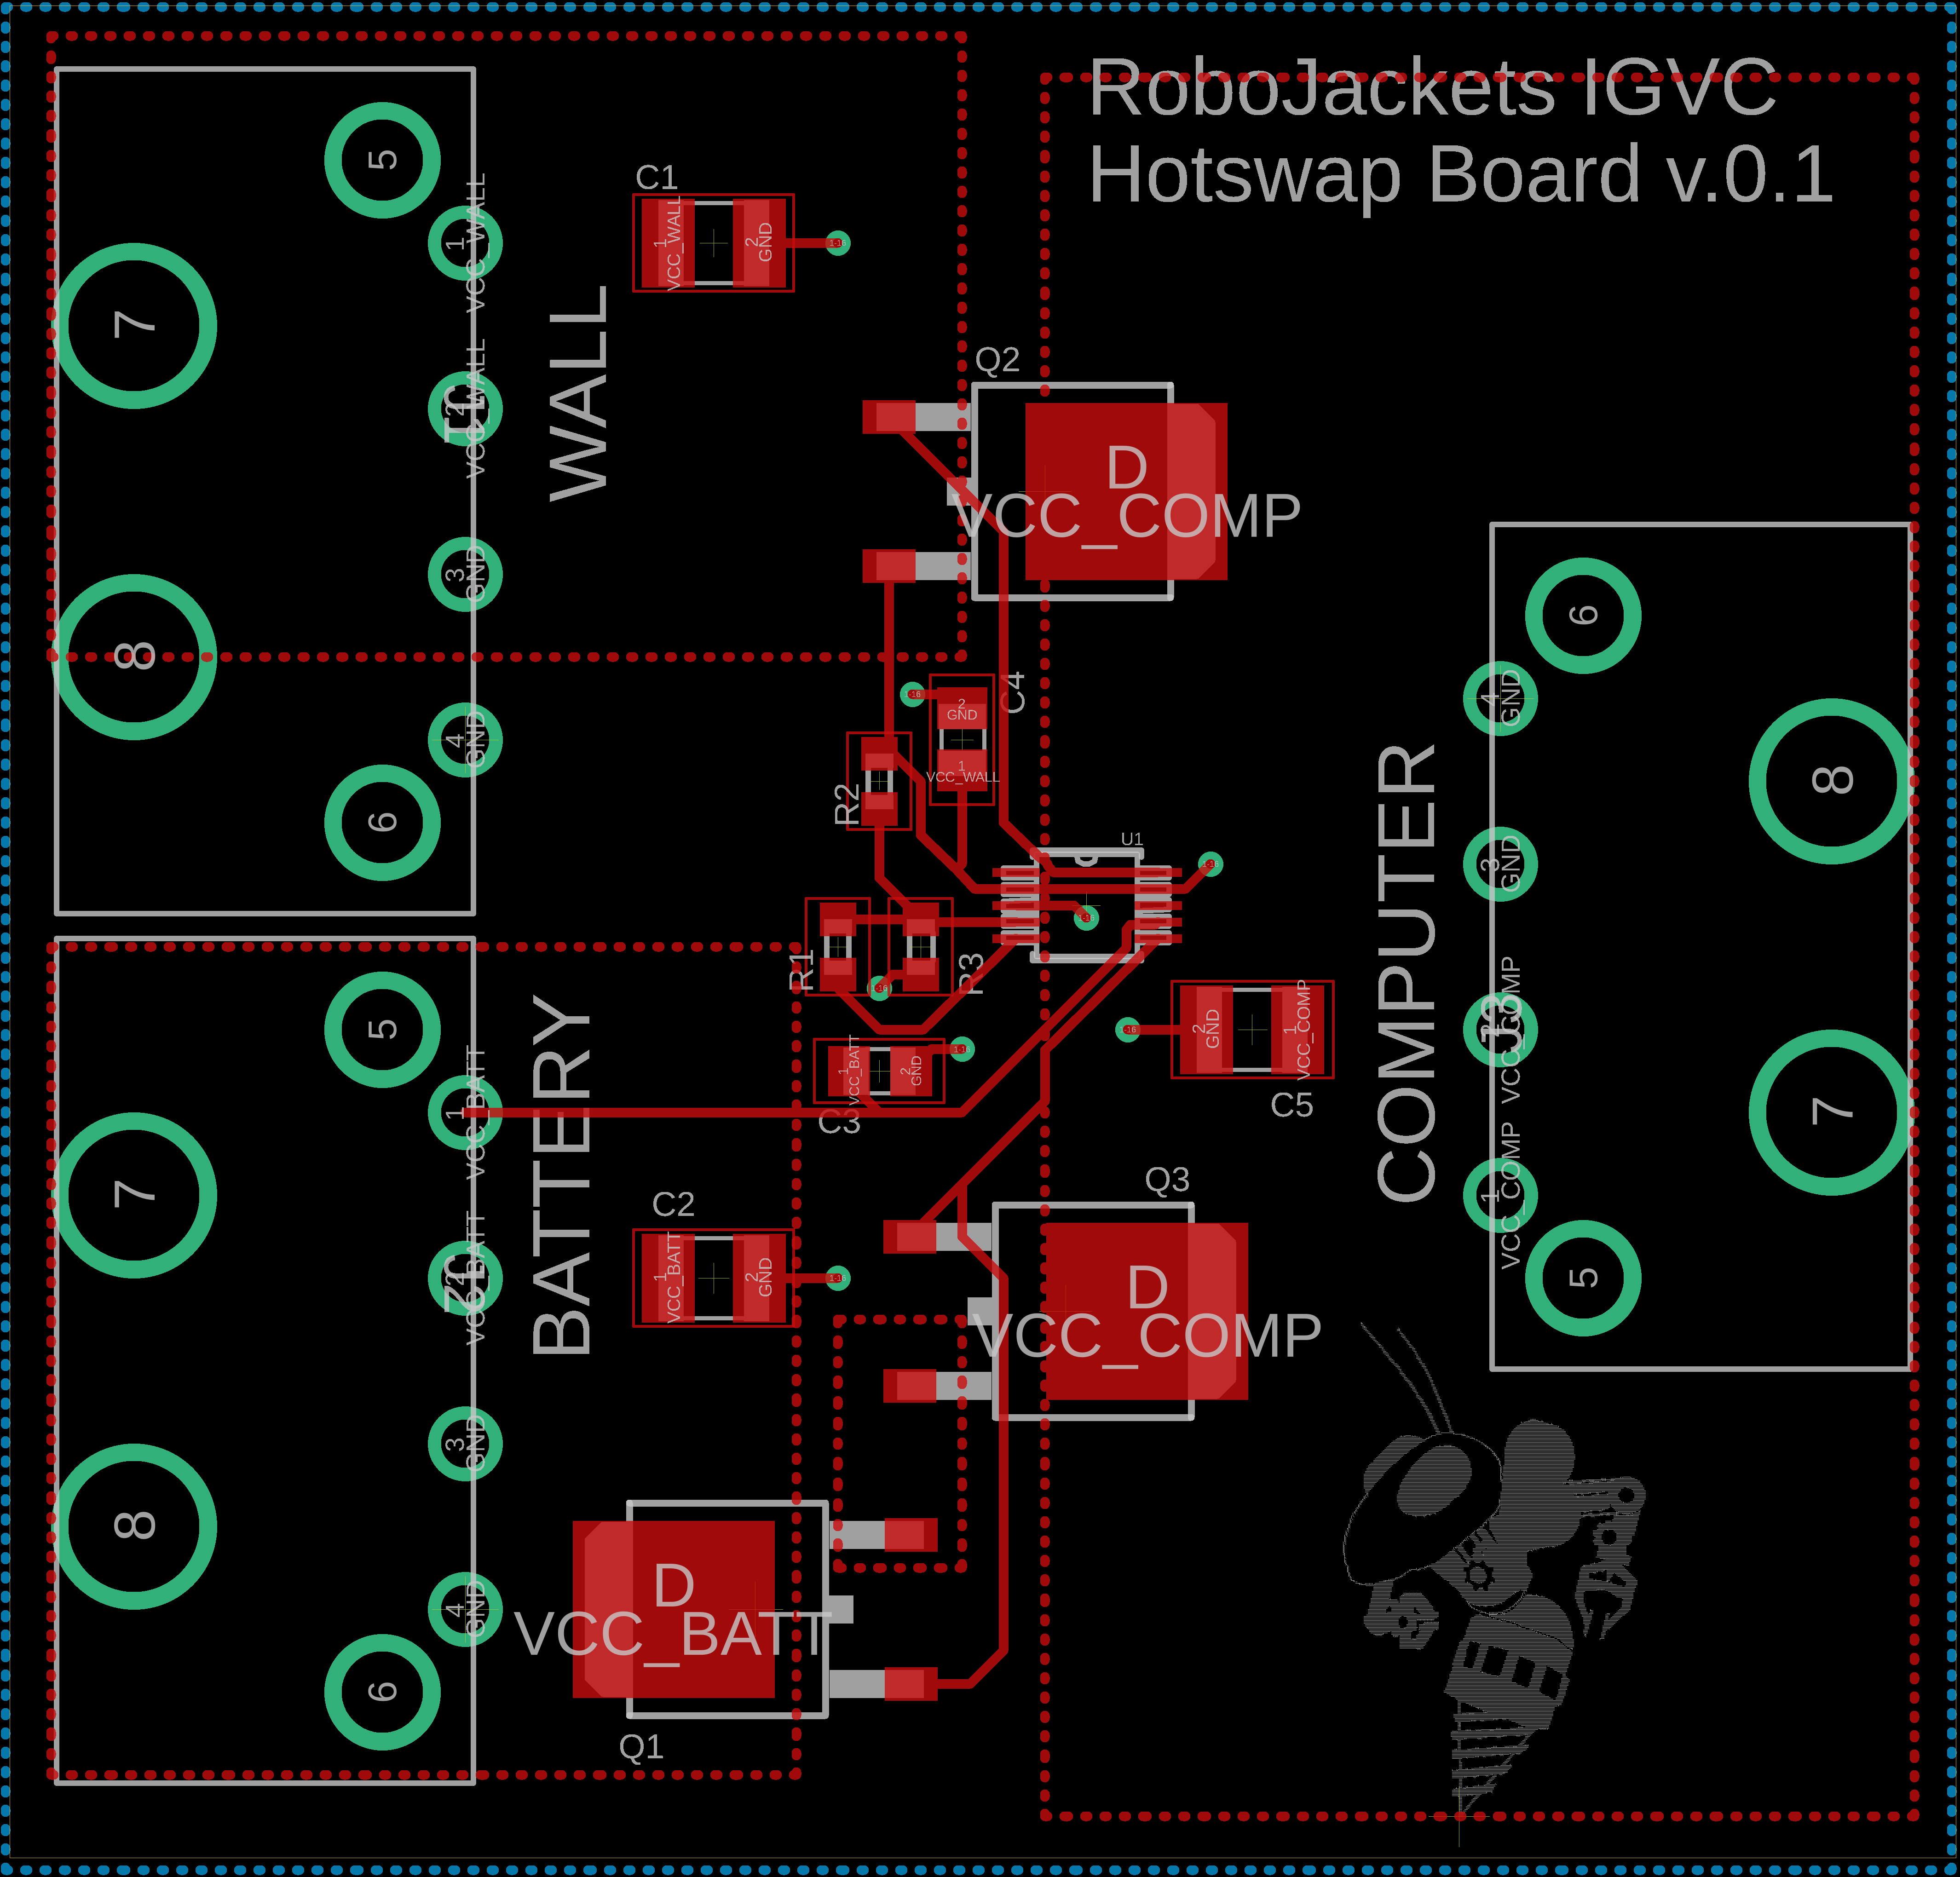 RoboJackets IGVC
Hotswap Board v.0.1
5
1
VCC_WALL
7
2
VCC_WALL
3
GND
8
4
GND
6
WALL
C1
1
VCC_WALL
2
GND
Q2
D
VCC_COMP
C4
2
GND
1
VCC_WALL
R2
U1
R1
R3
C3
1
VCC_BATT
2
GND
C5
2
GND
1
VCC_COMP
COMPUTER
6
4
GND
8
3
GND
J3
VCC_COMP
7
1
VCC_COMP
5
BATTERY
5
1
VCC_BATT
7
2
VCC_BATT
3
GND
8
4
GND
6
C2
1
VCC_BATT
2
GND
Q3
D
VCC_COMP
D
VCC_BATT
Q1